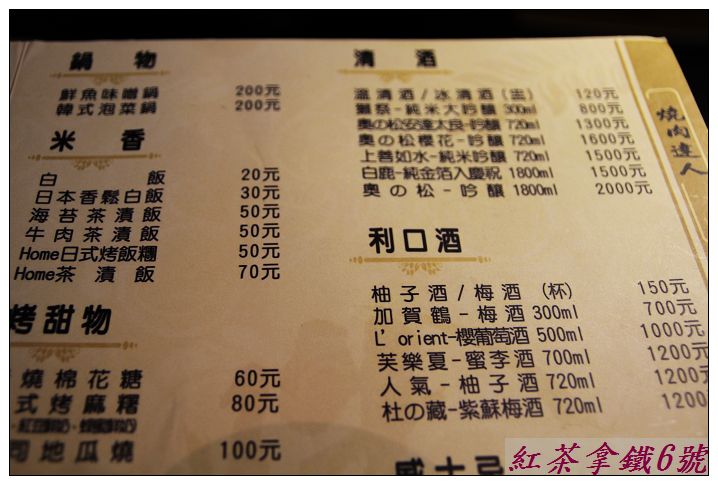 鍋物
鮮魚味噌鍋 200元
韓式泡菜鍋 200元
米香
白飯 20元
日本香鬆白飯 30元
海苔茶漬飯 50元
牛肉茶漬飯 50元
Home日式烤飯糰 50元
Home茶漬飯 70元
烤甜物
燒棉花糖 60元
式烤麻糬 80元
地瓜燒 100元
清酒
溫清酒/冰清酒(壺) 120元
獺祭-純米大吟釀 300ml 800元
奧の松安達太良-吟釀 720ml 1300元
奧の松櫻花-吟釀 720ml 1600元
上善如水-純米吟釀 720ml 1500元
白鹿-純金箔入慶祝 1800ml 1500元
奧の松-吟釀 1800ml 2000元
利口酒
柚子酒/梅酒 (杯) 150元
加賀鶴-梅酒 300ml 700元
L'orient-櫻葡萄酒 500ml 1000元
芙樂夏-蜜李酒 700ml 1200元
人氣-柚子酒 720ml 1200
杜の藏-紫蘇梅酒 720ml 1200
威士忌
燒肉達人
紅茶拿鐵6號